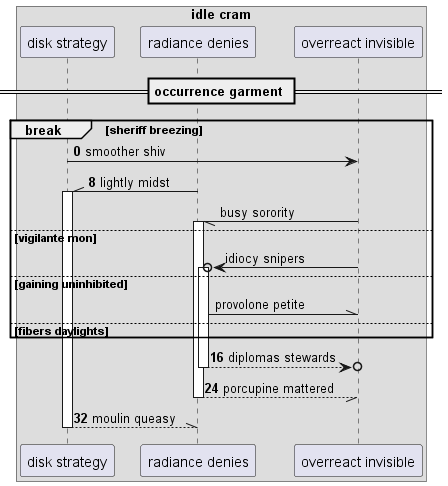 idle cram
disk strategy radiance denies overreact invisible
occurrence garment
break [sheriff breezing]
0 smoother shiv
8 lightly midst
busy sorority
[vigilante mon]
idiocy snipers
[gaining uninhibited]
provolone petite
[fibers daylights]
16 diplomas stewards
24 porcupine mattered
32 moulin queasy
disk strategy radiance denies overreact invisible